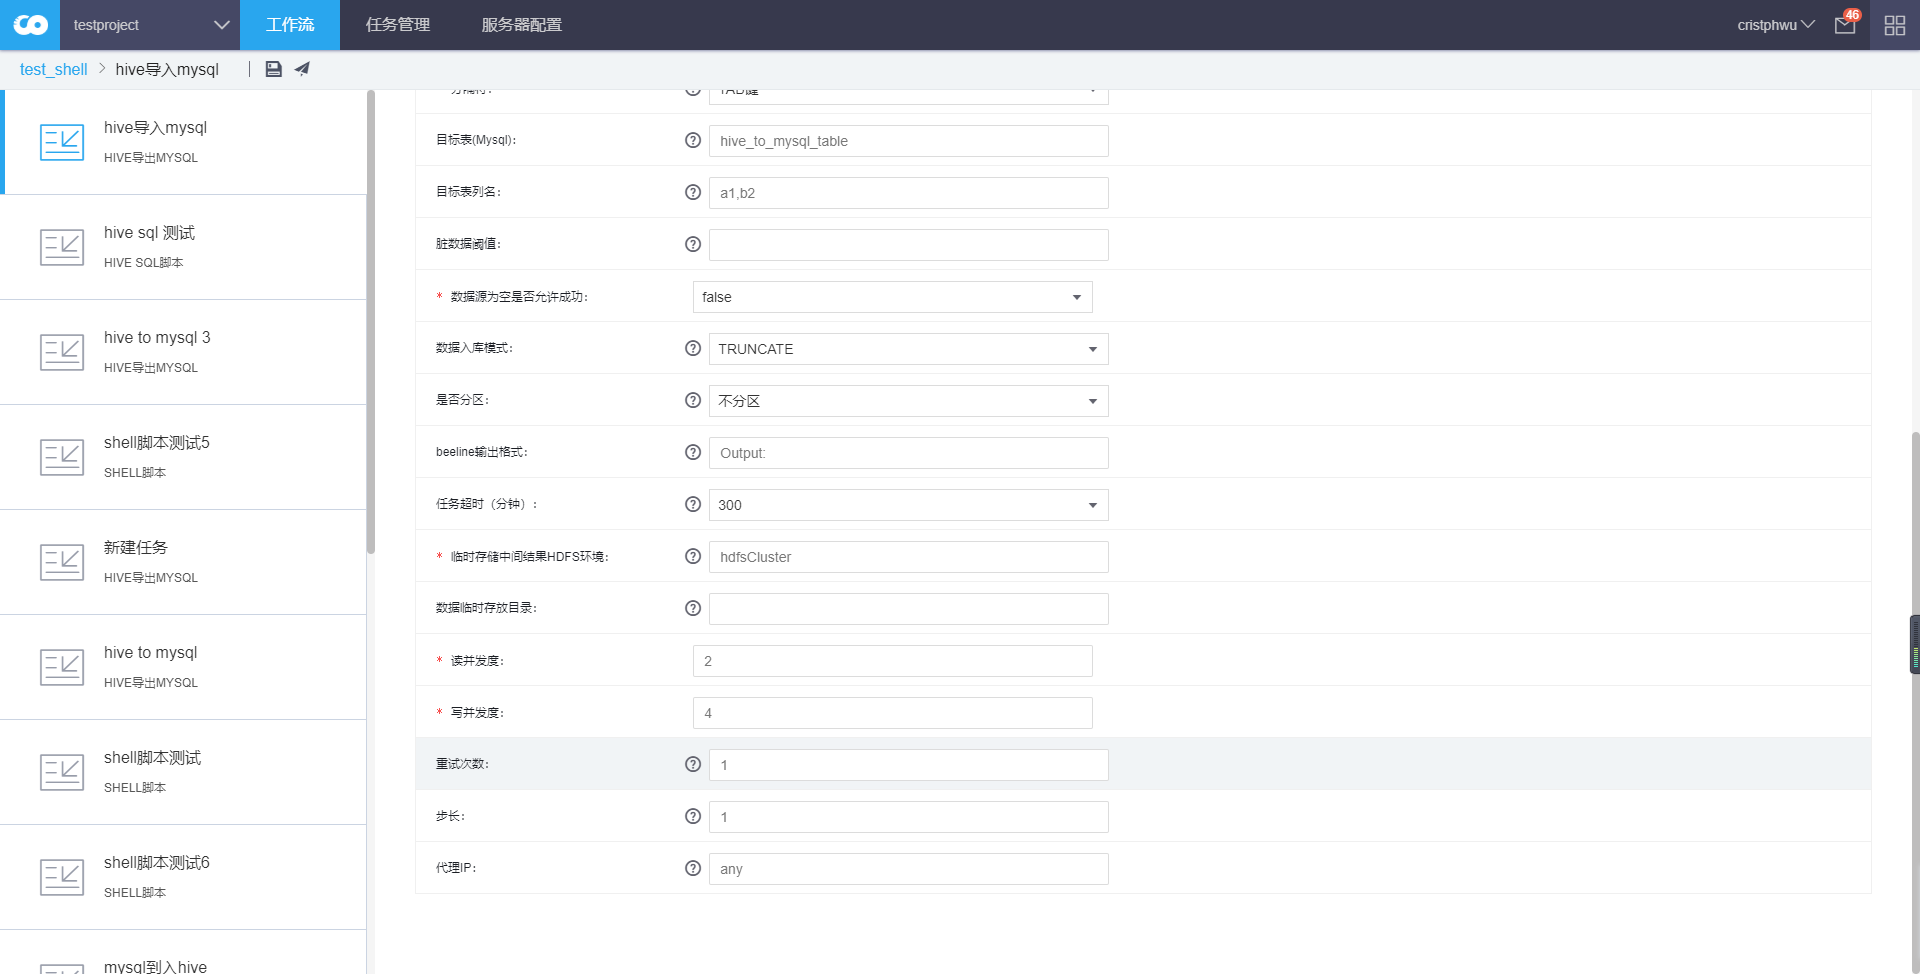 testproject
工作流
任务管理
服务器配置
cristphwu
46
test_shell > hive导入mysql
hive导入mysql
HIVE导出MYSQL
hive sql 测试
HIVE SQL脚本
hive to mysql 3
HIVE导出MYSQL
shell脚本测试5
SHELL脚本
新建任务
HIVE导出MYSQL
hive to mysql
HIVE导出MYSQL
shell脚本测试
SHELL脚本
shell脚本测试6
SHELL脚本
mysql到入hive
分隔符: TAB键
目标表(Mysql): hive_to_mysql_table
目标表列名: a1,b2
脏数据阈值:
* 数据源为空是否允许成功: false
数据入库模式: TRUNCATE
是否分区: 不分区
beeline输出格式: Output:
任务超时（分钟）: 300
* 临时存储中间结果HDFS环境: hdfsCluster
数据临时存放目录:
* 读并发度: 2
* 写并发度: 4
重试次数: 1
步长: 1
代理IP: any